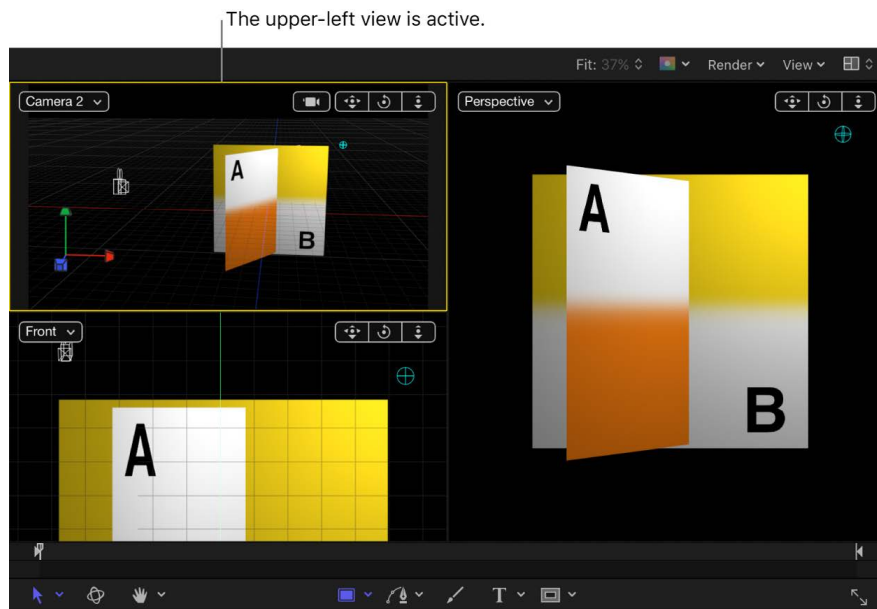 The upper-left view is active.
Fit: 37% Render View
Camera 2
Perspective
A
B
A
B
Front
A
T